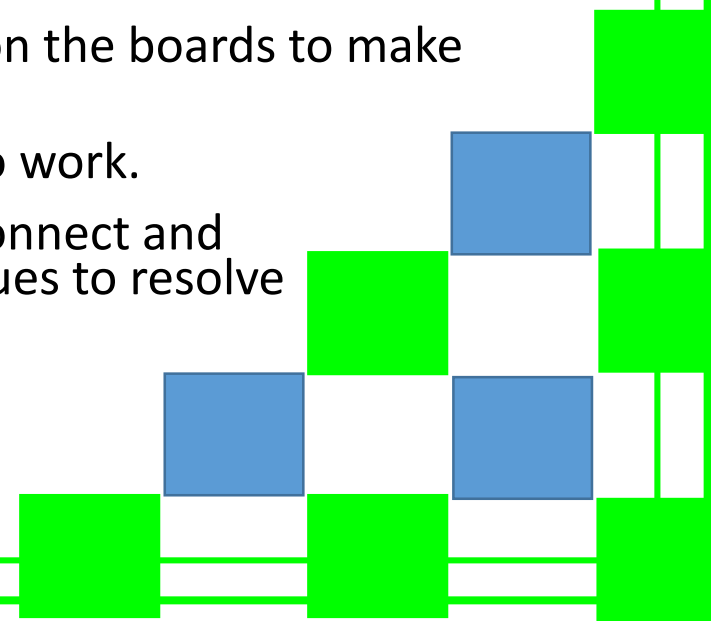 on the boards to make
work.
onnect and
ues to resolve